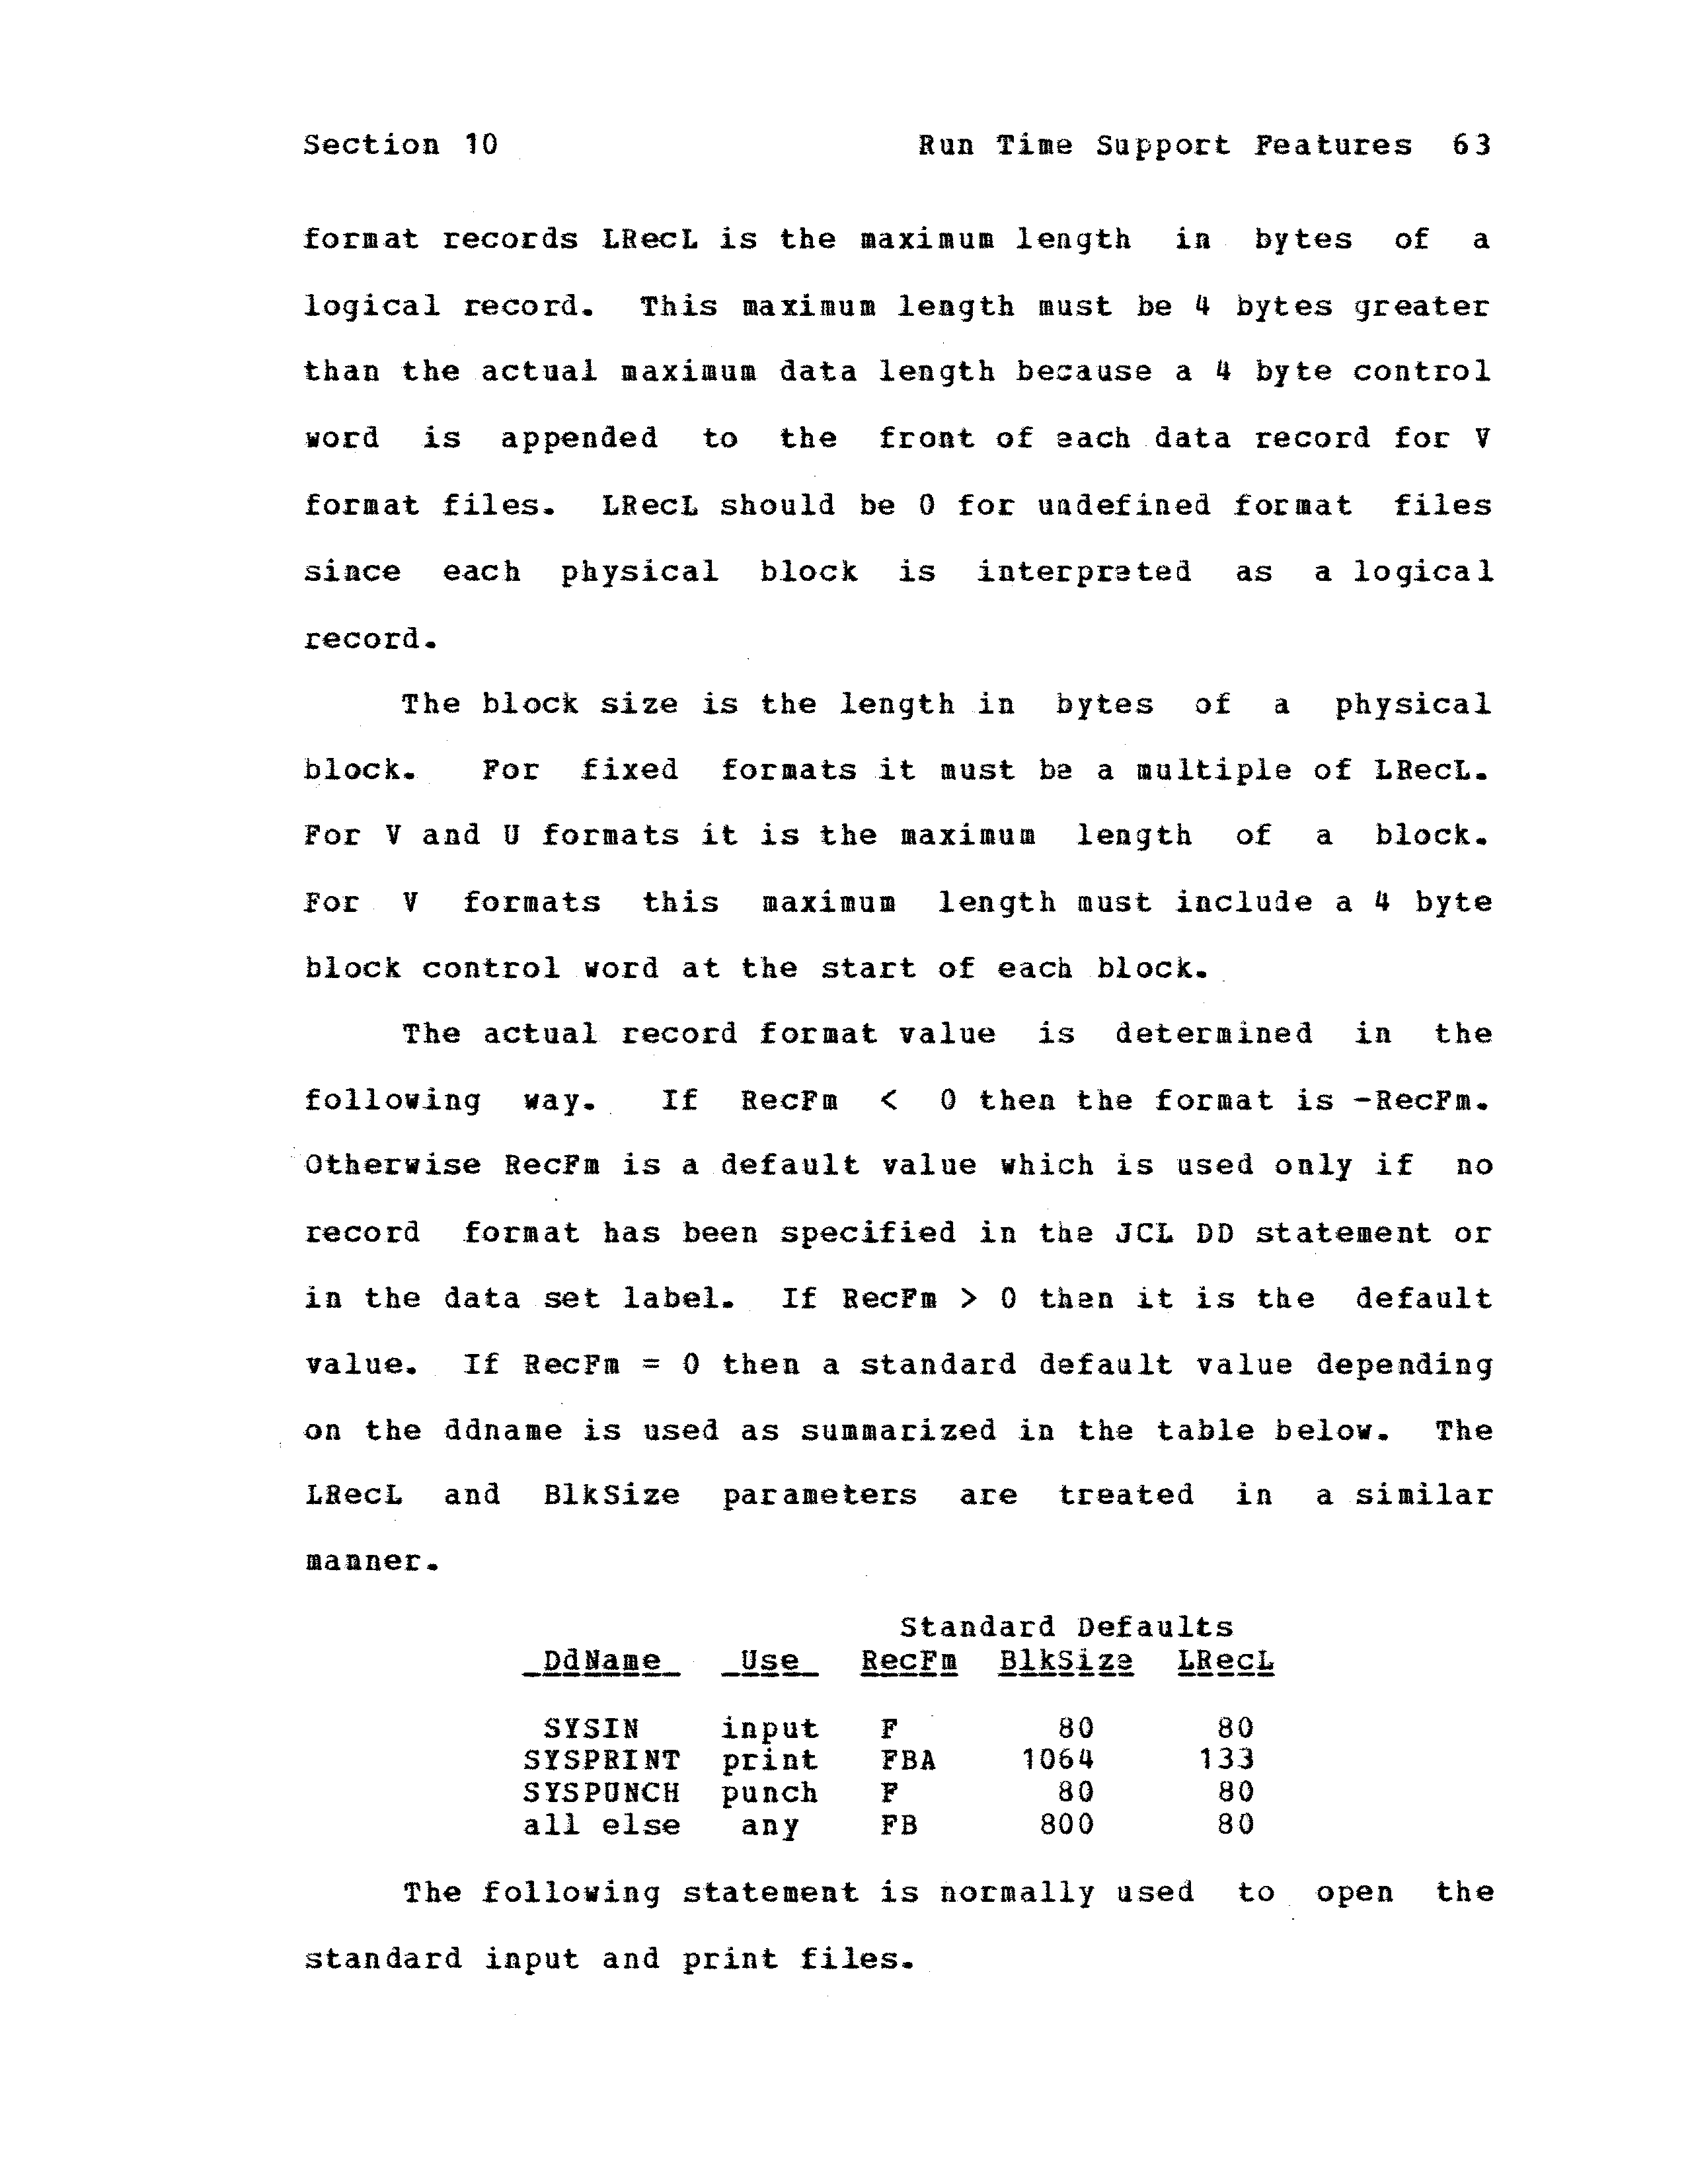 Section 10 Run Time Support Features 63
format records LRecL is the maximum length in bytes of a
logical record. This maximum length must be 4 bytes greater
than the actual maximum data length because a 4 byte control
word is appended to the front of each data record for V
format files. LRecL should be 0 for undefined format files
since each physical block is interpreted as a logical
record.
The block size is the length in bytes of a physical
block. For fixed formats it must be a multiple of LRecL.
For V and U formats it is the maximum length of a block.
For V formats this maximum length must include a 4 byte
block control word at the start of each block.
The actual record format value is determined in the
following way. If RecFm < 0 then the format is -RecFm.
Otherwise RecFm is a default value which is used only if no
record format has been specified in the JCL DD statement or
in the data set label. If RecFm > 0 then it is the default
value. If RecFm = 0 then a standard default value depending
on the ddname is used as summarized in the table below. The
LRecL and BlkSize parameters are treated in a similar
manner.
Standard Defaults
DdName Use RecFm BlkSize LRecL
SYSIN input F 80 80
SYSPRINT print FBA 1064 133
SYSPUNCH punch F 80 80
all else any FB 800 80
The following statement is normally used to open the
standard input and print files.